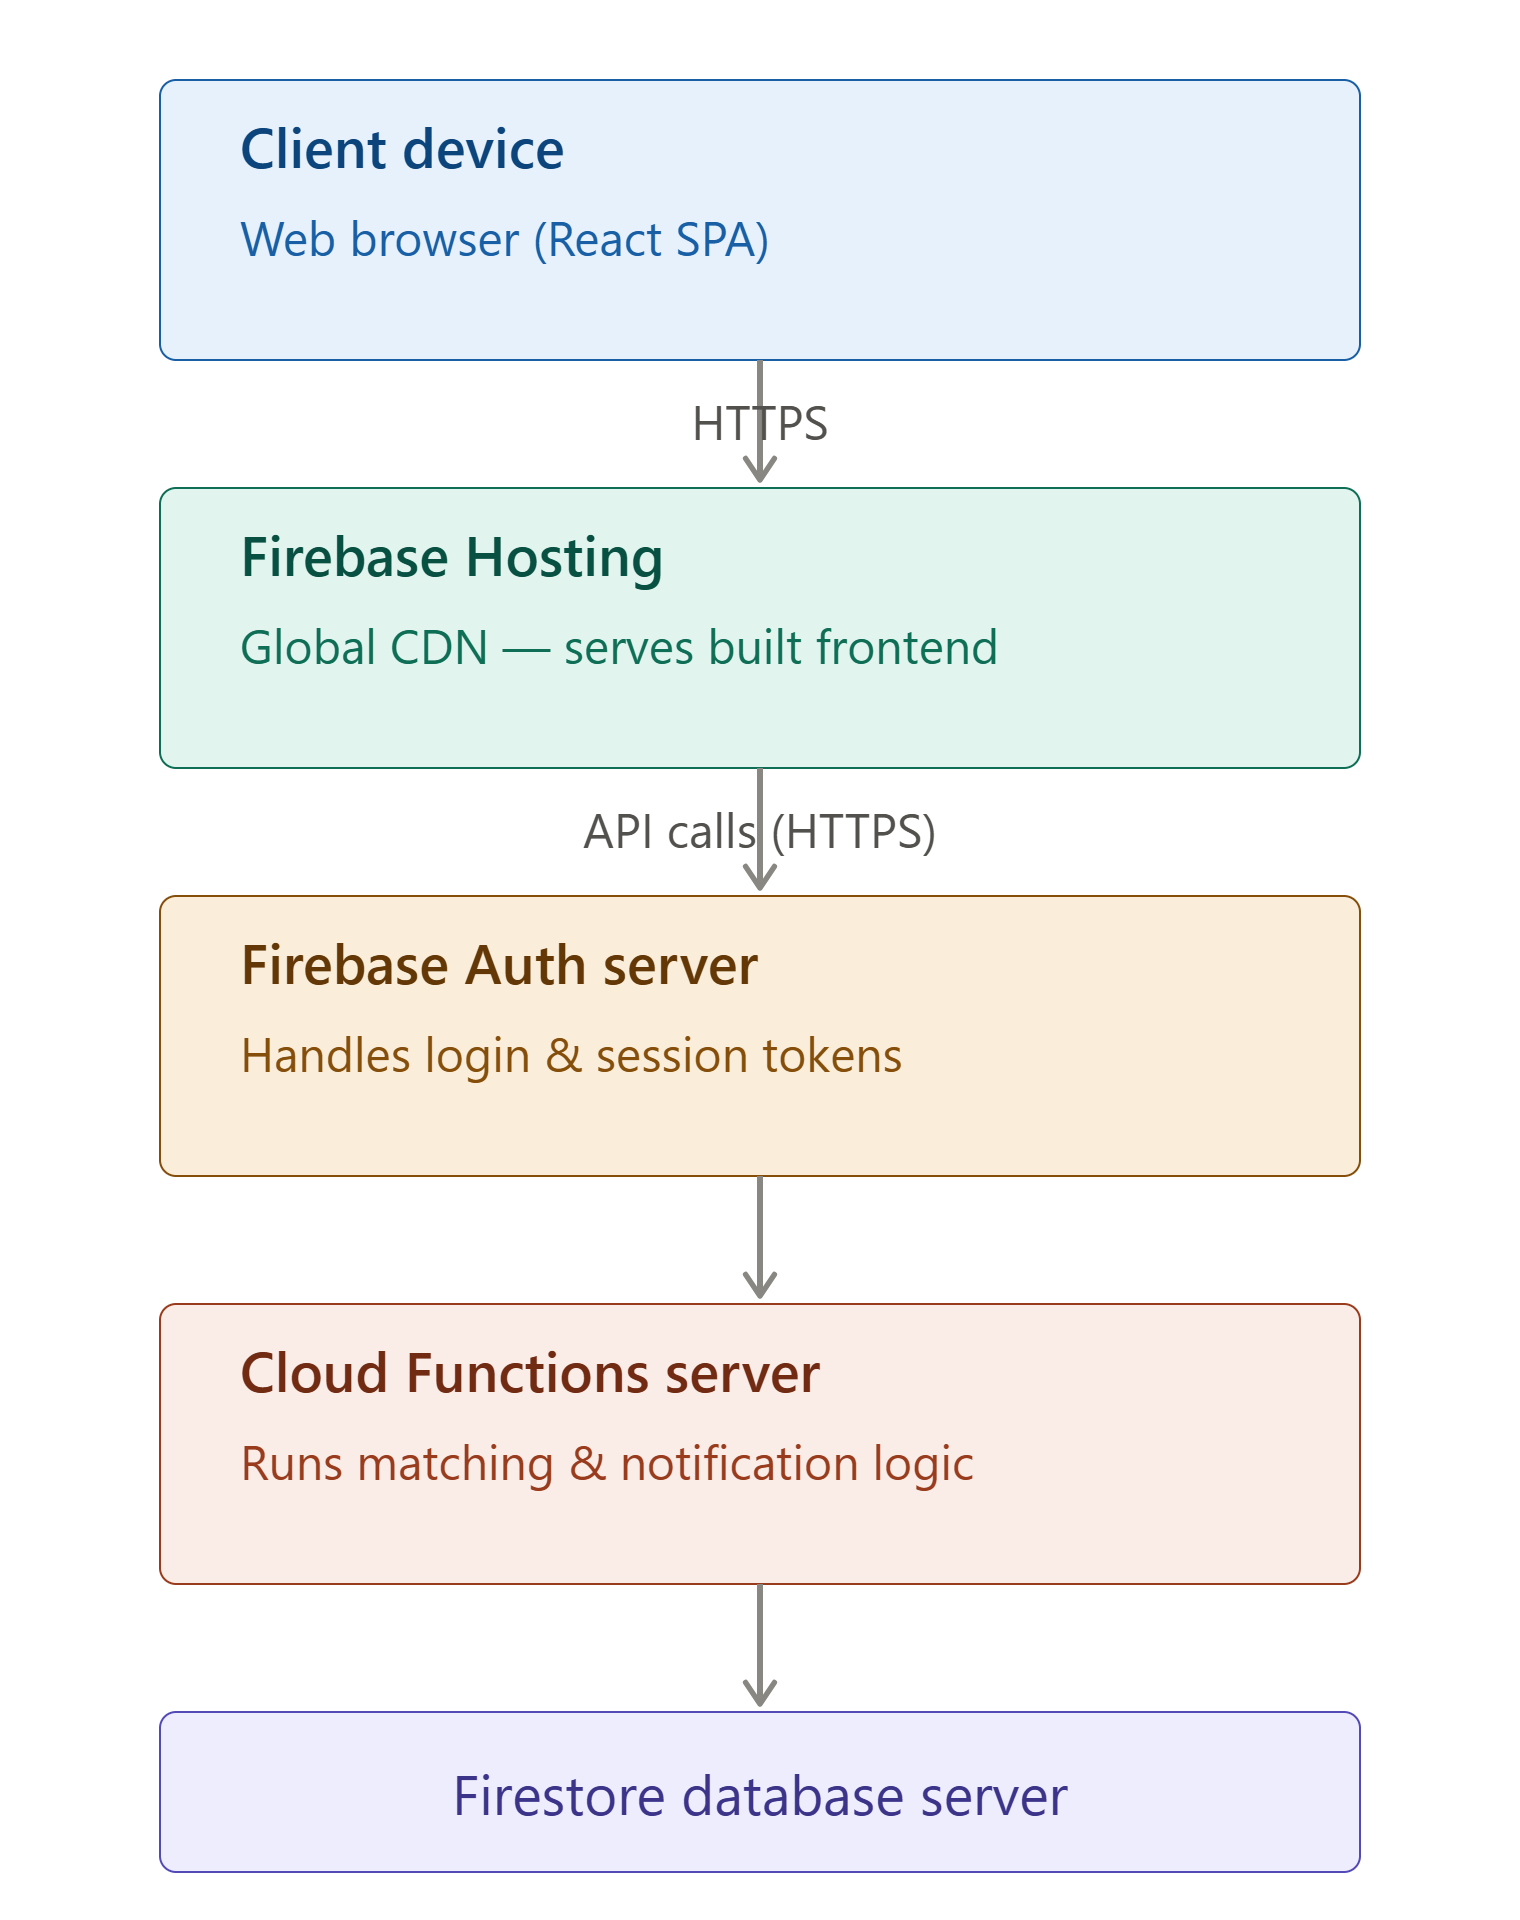 Client device
Web browser (React SPA)
HTTPS
Firebase Hosting
Global CDN — serves built frontend
API calls (HTTPS)
Firebase Auth server
Handles login & session tokens
Cloud Functions server
Runs matching & notification logic
Firestore database server